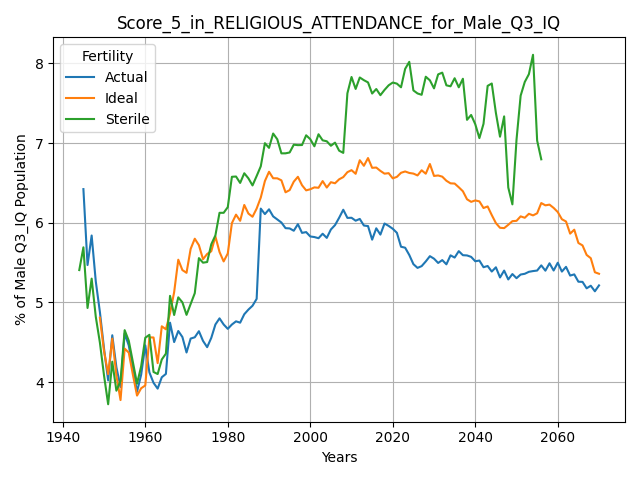 Score_5_in_RELIGIOUS_ATTENDANCE_for_Male_Q3_IQ
Fertility
Actual
Ideal
Sterile
% of Male Q3_IQ Population
8
7
6
5
4
1940 1960 1980 2000 2020 2040 2060
Years